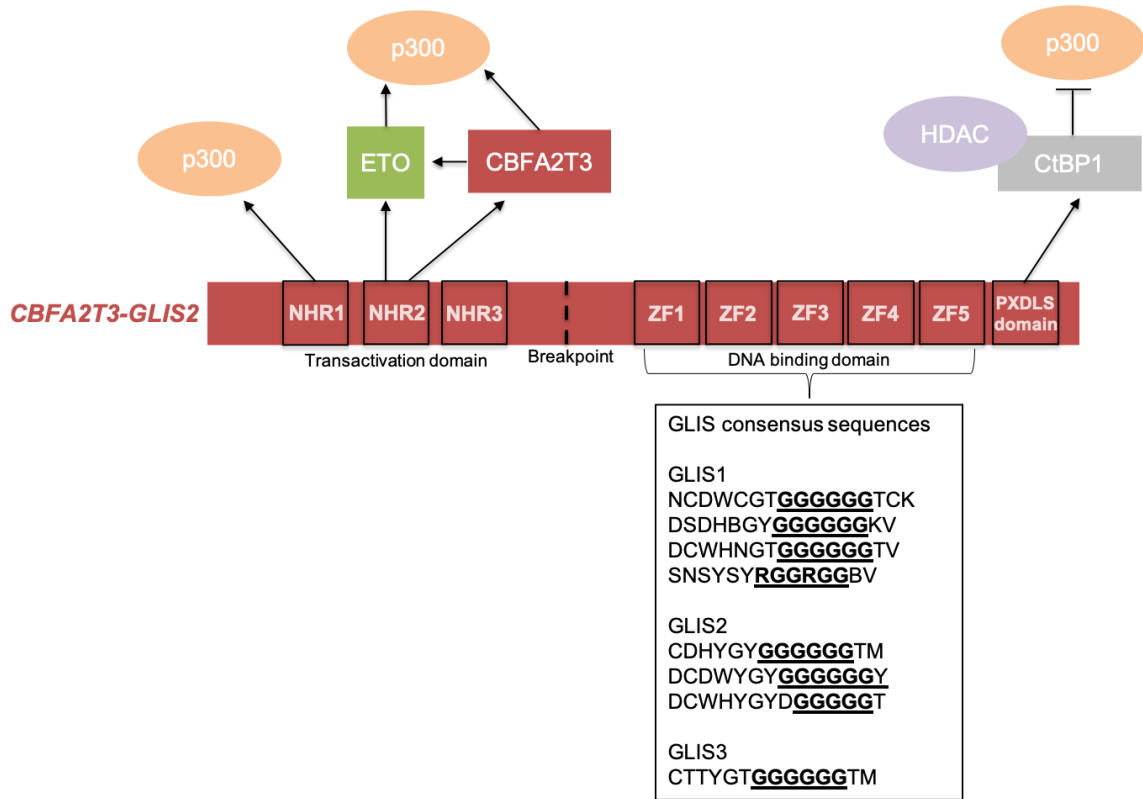 p300
p300
p300
HDAC
ETO
CBFA2T3
CtBP1
CBFA2T3-GLIS2
NHR1
NHR2
NHR3
ZF1
ZF2
ZF3
ZF4
ZF5
PXDLS
domain
Transactivation domain
Breakpoint
DNA binding domain
GLIS consensus sequences
GLIS1
NCDWCGTGGGGGGTCK
DSDHBGYGGGGGGKV
DCWHNGTGGGGGGTV
SNSYSYRGGRGGBV
GLIS2
CDHYGYGGGGGGTM
DCDWYGYGGGGGGY
DCWHYGYDGGGGGT
GLIS3
CTTYGTGGGGGGTM